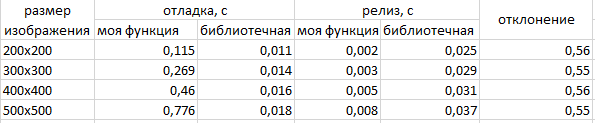 размер отладка, с релиз, с отклонение
изображения моя функция библиотечная моя функция библиотечная
200x200 0,115 0,011 0,002 0,025 0,56
300x300 0,269 0,014 0,003 0,029 0,55
400x400 0,46 0,016 0,005 0,031 0,56
500x500 0,776 0,018 0,008 0,037 0,55